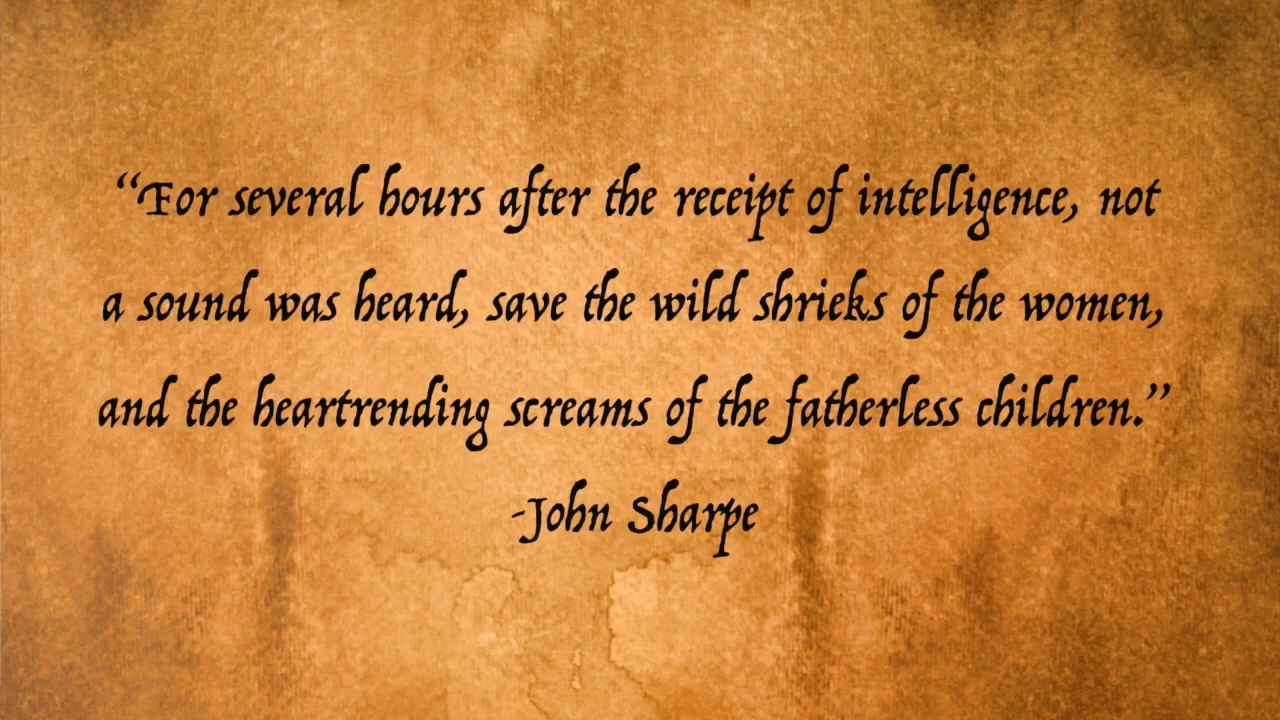 “For several hours after the receipt of intelligence, not
a sound was heard, save the wild shrieks of the women,
and the heartrending screams of the fatherless children.”
-John Sharpe